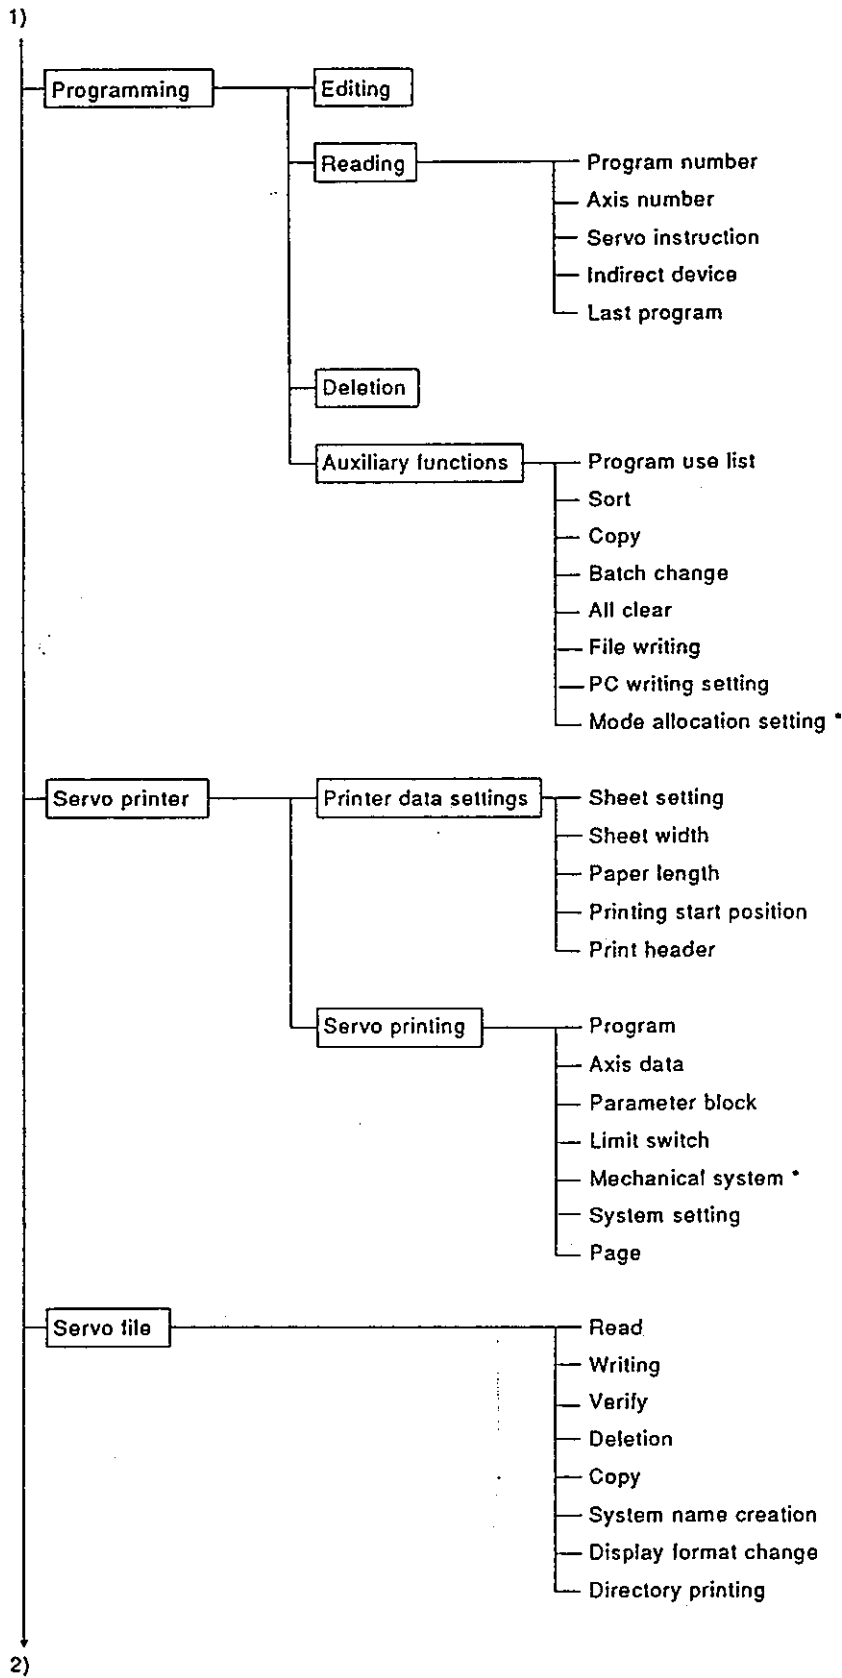 1)
Programming
Editing
Reading
Program number
Axis number
Servo instruction
Indirect device
Last program
Deletion
Auxiliary functions
Program use list
Sort
Copy
Batch change
All clear
File writing
PC writing setting
Mode allocation setting *
Servo printer
Printer data settings
Sheet setting
Sheet width
Paper length
Printing start position
Print header
Servo printing
Program
Axis data
Parameter block
Limit switch
Mechanical system *
System setting
Page
Servo file
Read
Writing
Verify
Deletion
Copy
System name creation
Display format change
Directory printing
2)